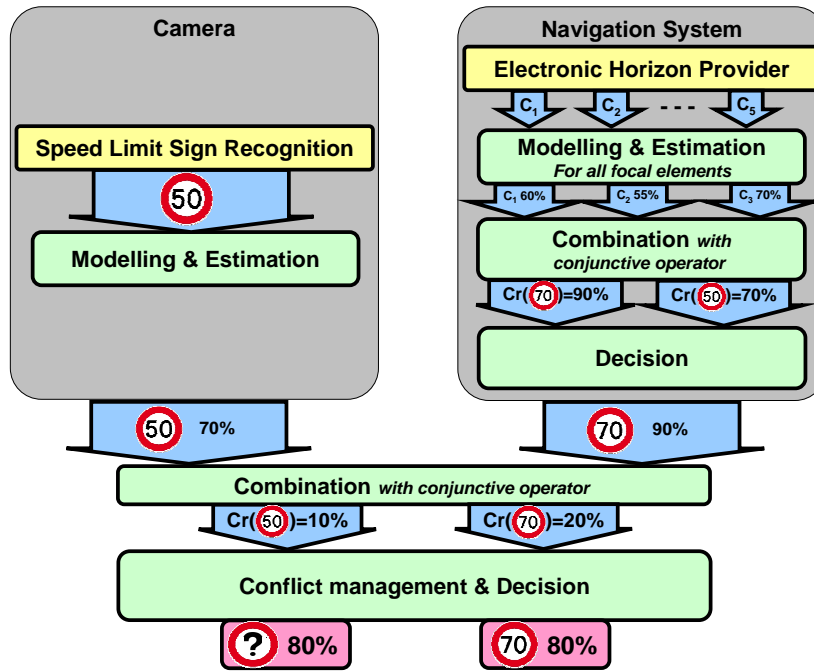 Camera
Speed Limit Sign Recognition
50
Modelling & Estimation
Navigation System
Electronic Horizon Provider
C1 C2 - - - C5
Modelling & Estimation
For all focal elements
C1 60% C2 55% C3 70%
Combination with
conjunctive operator
Cr(70)=90% Cr(50)=70%
Decision
50 70%
70 90%
Combination with conjunctive operator
Cr(50)=10% Cr(70)=20%
Conflict management & Decision
? 80% 70 80%